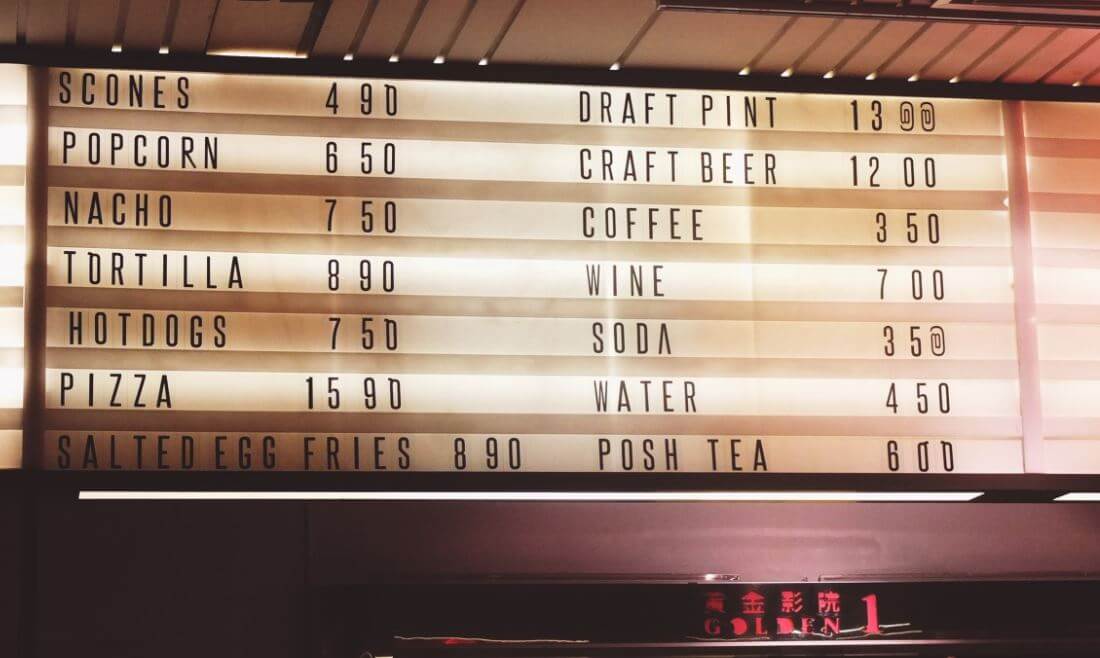 SCONES 4 90
POPCORN 6 50
NACHO 7 50
TORTILLA 8 90
HOTDOGS 7 50
PIZZA 15 90
SALTED EGG FRIES 8 90
DRAFT PINT 13 00
CRAFT BEER 12 00
COFFEE 3 50
WINE 7 00
SODA 3 50
WATER 4 50
POSH TEA 6 00
黃金影院 1
GOLDEN